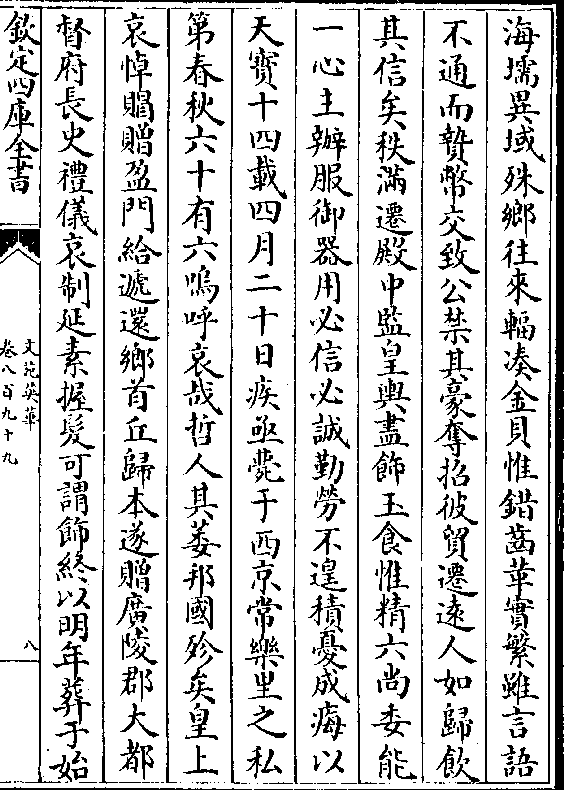 海壖異域殊鄉往來輻湊金貝惟錯齒革實繁雖言語
不通而贄幣交致公禁其豪奪招彼貿遷逺人如歸飲
其信矣秩滿遷殿中監皇輿盡飾玉食惟精六尚委能
一心主辦服御器用必信必誠勤勞不遑積憂成痗以
天寳十四載四月二十日疾亟薨于西京常樂里之私
第春秋六十有六嗚呼哀哉哲人其萎邦國殄矣皇上
哀悼賵贈盈門給遞還鄉首丘歸本遂贈廣陵郡大都
督府長史禮儀哀制延素握髮可謂飾終以明年葬于始
欽定四庫全書
文苑英華
卷八百九十九
八